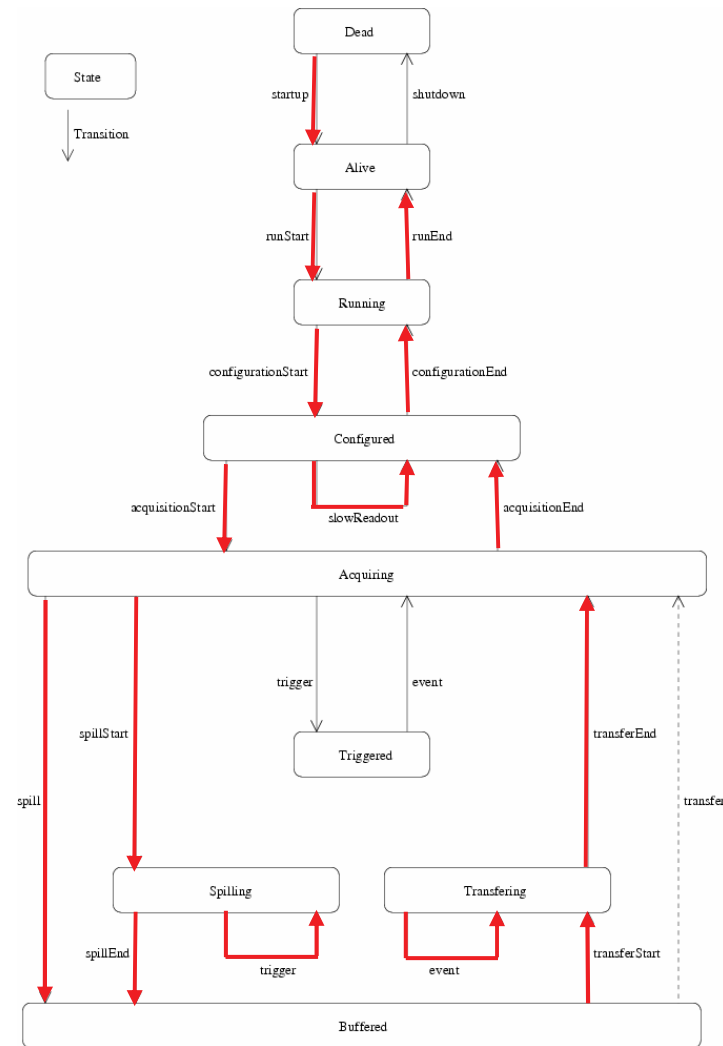 Dead
State
startup
shutdown
Transition
Alive
runStart
runEnd
Running
configurationStart
configurationEnd
Configured
acquisitionStart
slowReadout
acquisitionEnd
Acquiring
trigger
event
spillStart
transferEnd
Triggered
spill
transfer
Spilling
Transfering
spillEnd
trigger
event
transferStart
Buffered